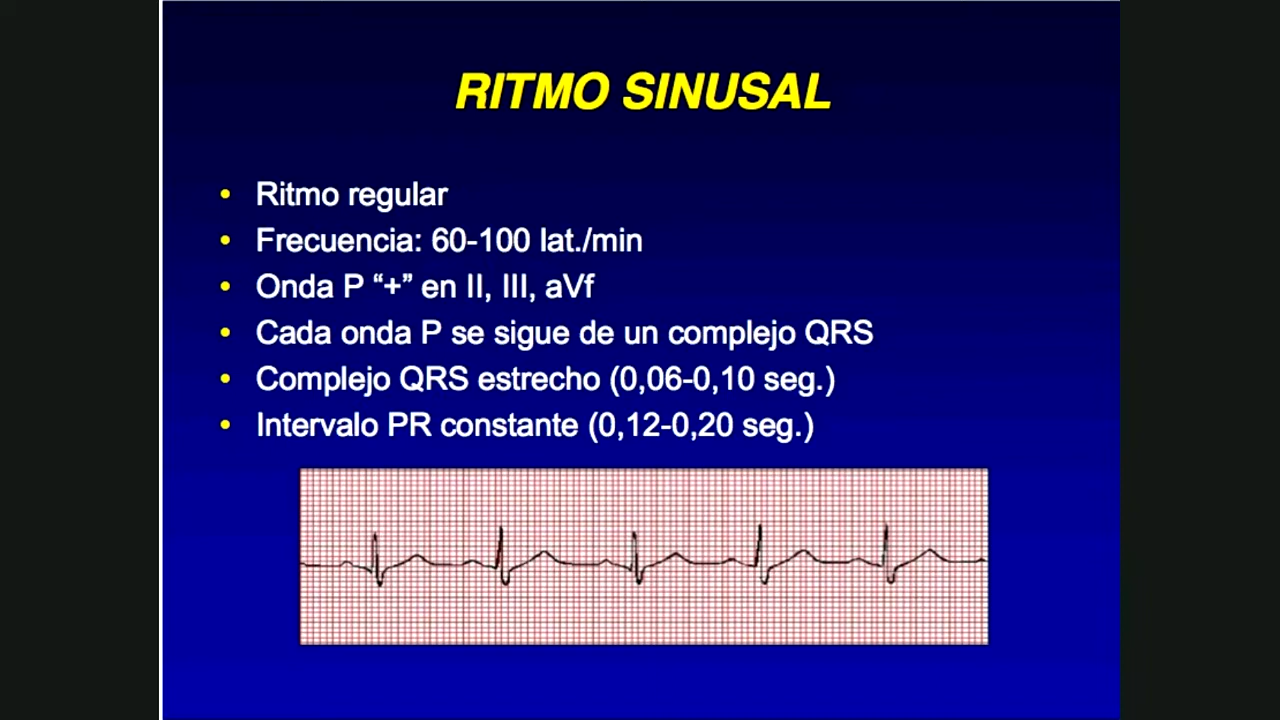 RITMO SINUSAL
• Ritmo regular
• Frecuencia: 60-100 lat./min
• Onda P “+” en II, III, aVf
• Cada onda P se sigue de un complejo QRS
• Complejo QRS estrecho (0,06-0,10 seg.)
• Intervalo PR constante (0,12-0,20 seg.)